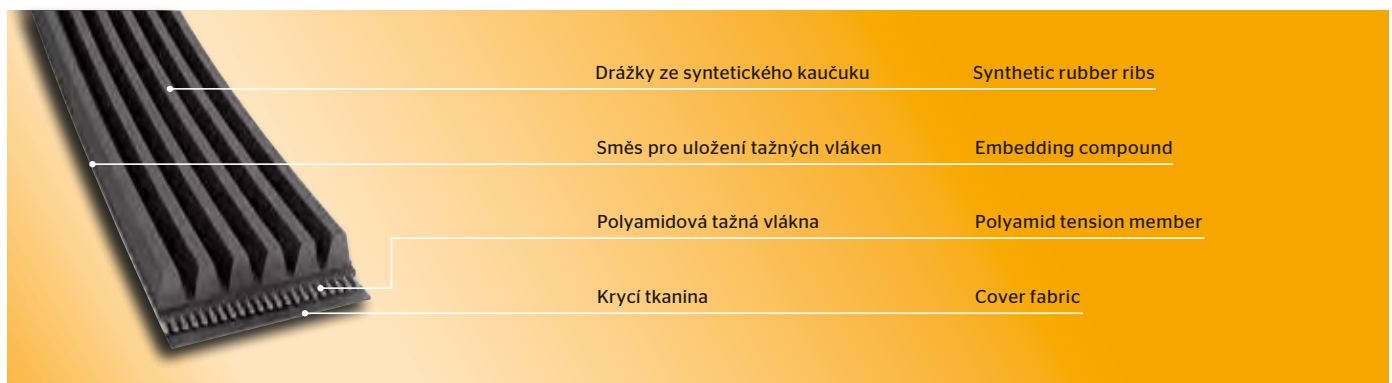 Drážky ze syntetického kaučuku Synthetic rubber ribs
Směs pro uložení tažných vláken Embedding compound
Polyamidová tažná vlákna Polyamid tension member
Krycí tkanina Cover fabric